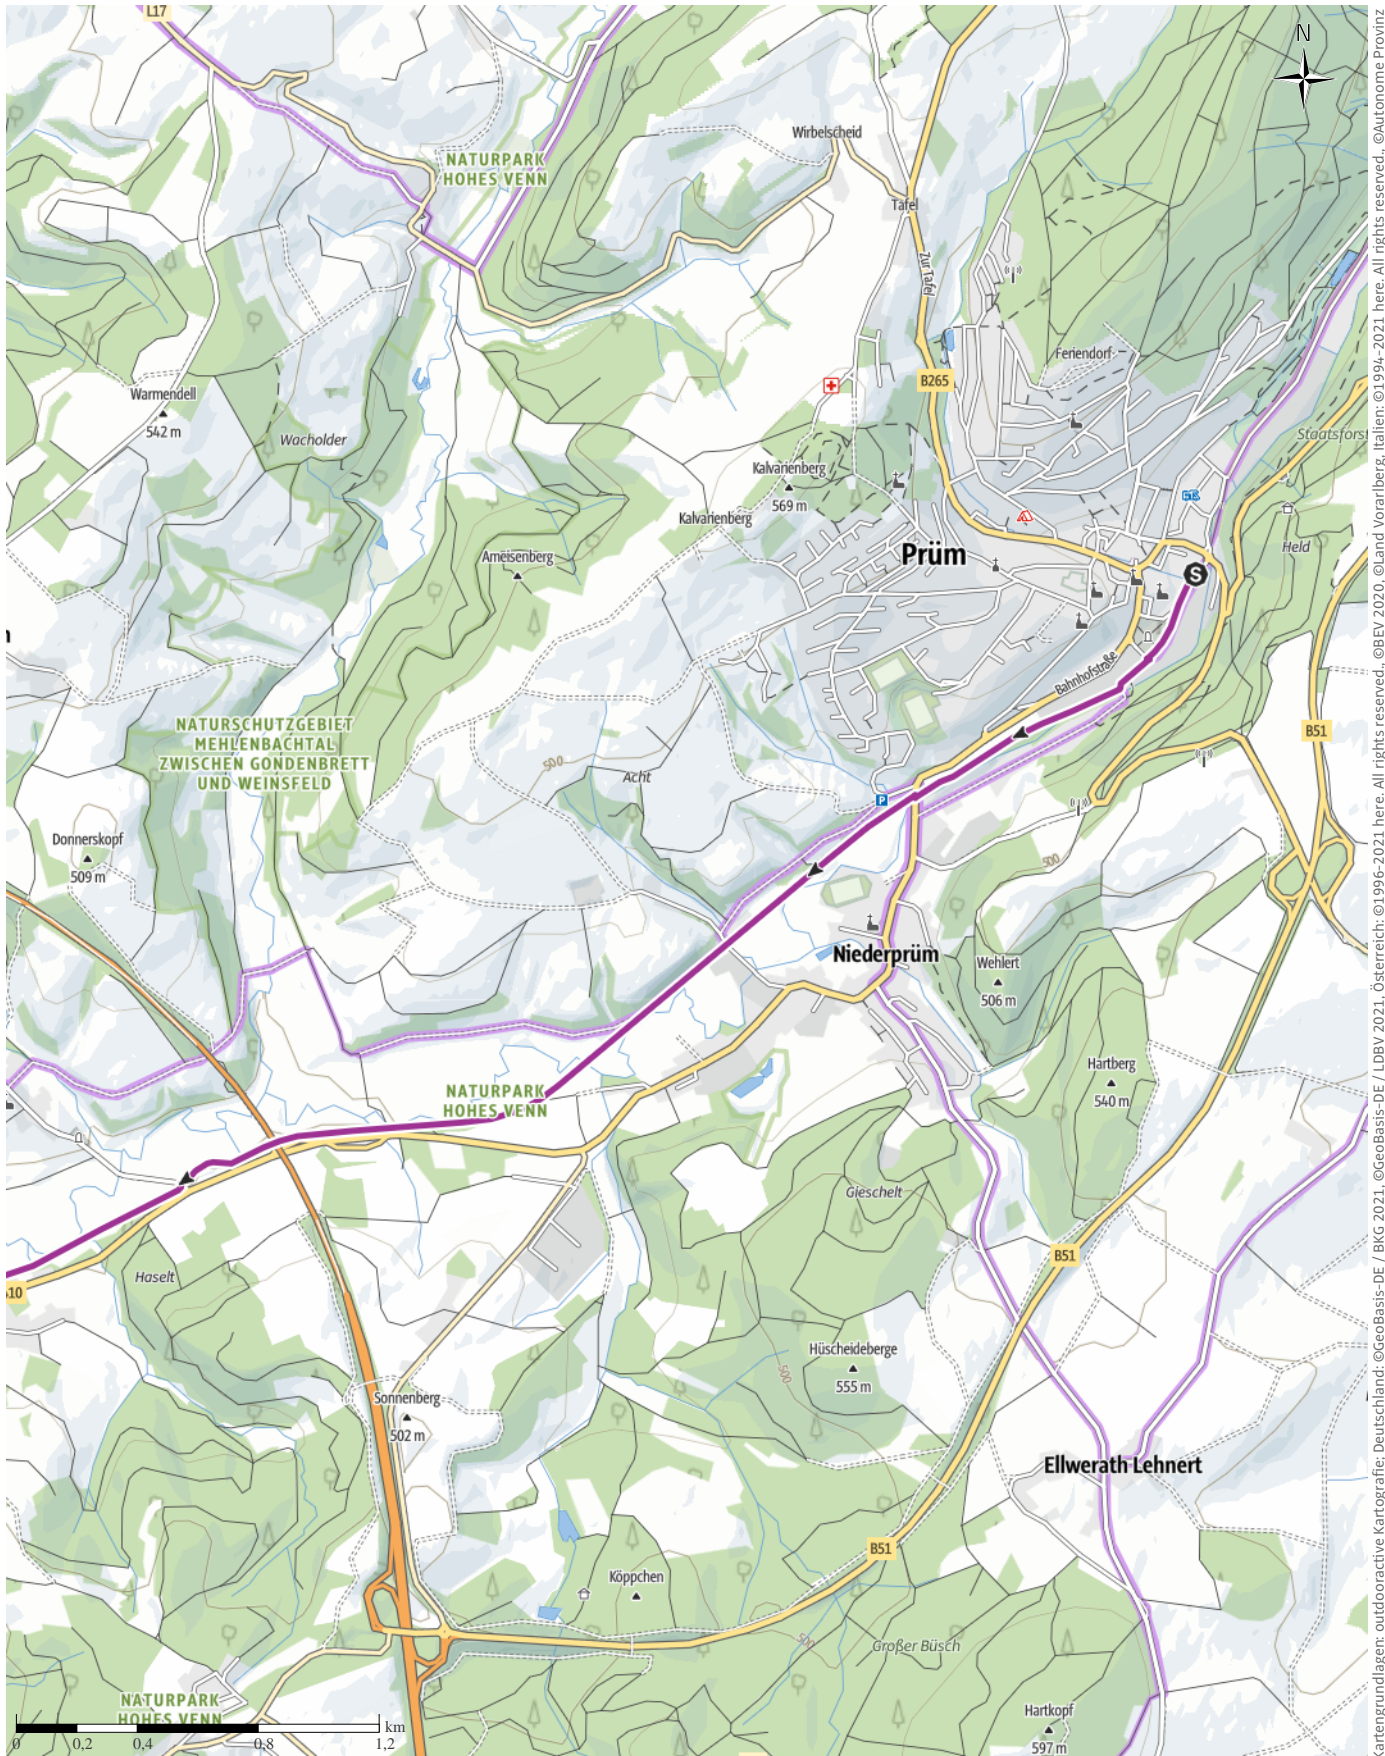 L17
N
NATURPARK
HOHES VENN
Wirbelscheid
Tafel
Zur Tafel
Feriendorf
B265
Warmendell
542 m
Wacholder
Staatsforst
Kalvarienberg
569 m
Kalvarienberg
Ameisenberg
Prüm
Held
S
Bahnhofstraße
NATURSCHUTZGEBIET
MEHLENBACHTAL
ZWISCHEN GONDENBRETT
UND WEINSFELD
B51
500
Acht
P
Donnerskopf
509 m
500
Niederprüm
Wehlert
506 m
Hartberg
540 m
NATURPARK
HOHES VENN
Gieschelt
B51
Haselt
Hüscheideberge
555 m
500
Sonnenberg
502 m
Ellwerath Lehnert
B51
Köppchen
500
Großer Büsch
NATURPARK
HOHES VENN
Hartkopf
597 m
km
0 0,2 0,4 0,8 1,2
artengrundlagen: outdooractive Kartografie; Deutschland: ©GeoBasis-DE / BKG 2021, ©GeoBasis-DE / LDBV 2021, Österreich: ©1996-2021 here. All rights reserved., ©BEV 2020, ©Land Vorarlberg, Italien: ©1994-2021 here. All rights reserved., ©Autonome Provinz